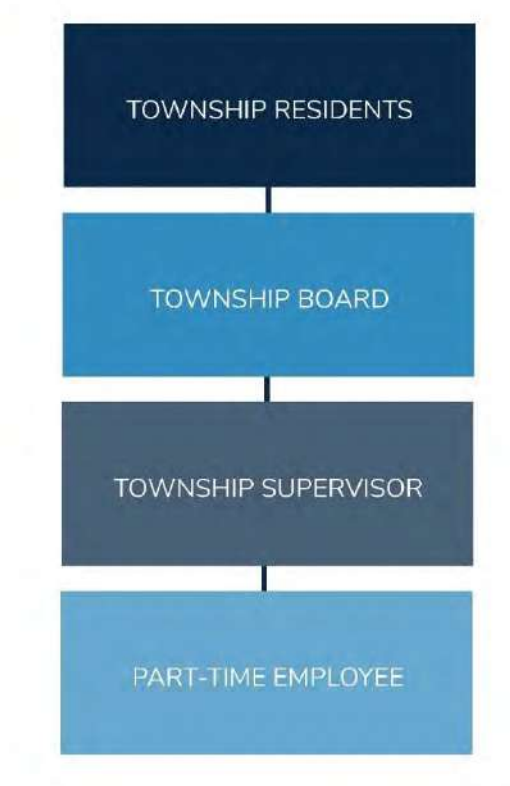 TOWNSHIP RESIDENTS
TOWNSHIP BOARD
TOWNSHIP SUPERVISOR
PART-TIME EMPLOYEE